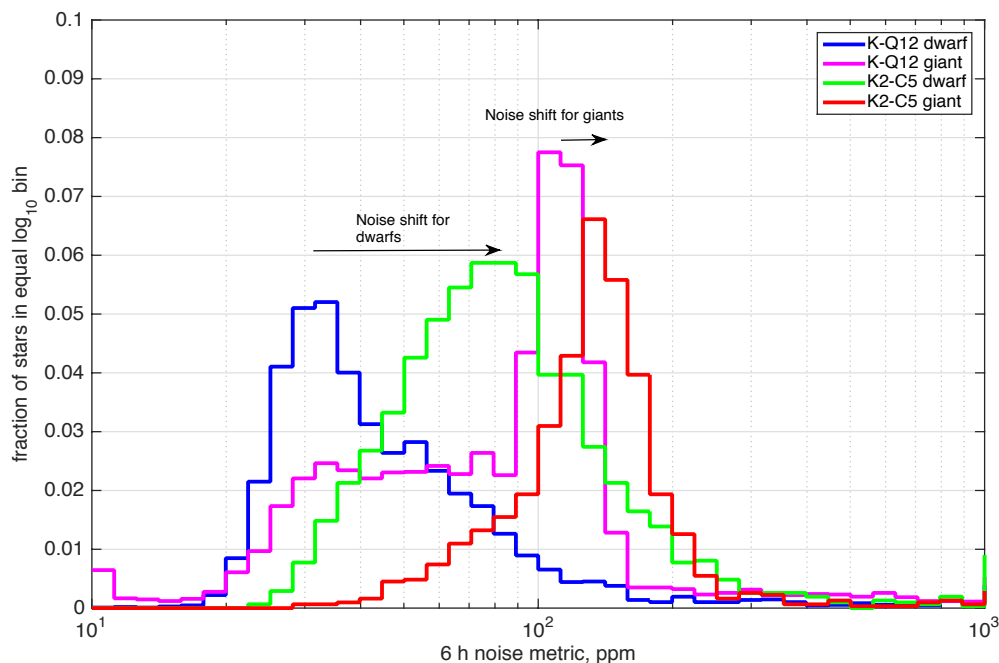 0.1
0.09
0.08
0.07
0.06
0.05
0.04
0.03
0.02
0.01
0
fraction of stars in equal log10 bin
K-Q12 dwarf
K-Q12 giant
K2-C5 dwarf
K2-C5 giant
Noise shift for giants
Noise shift for
dwarfs
10^1
10^2
10^3
6 h noise metric, ppm